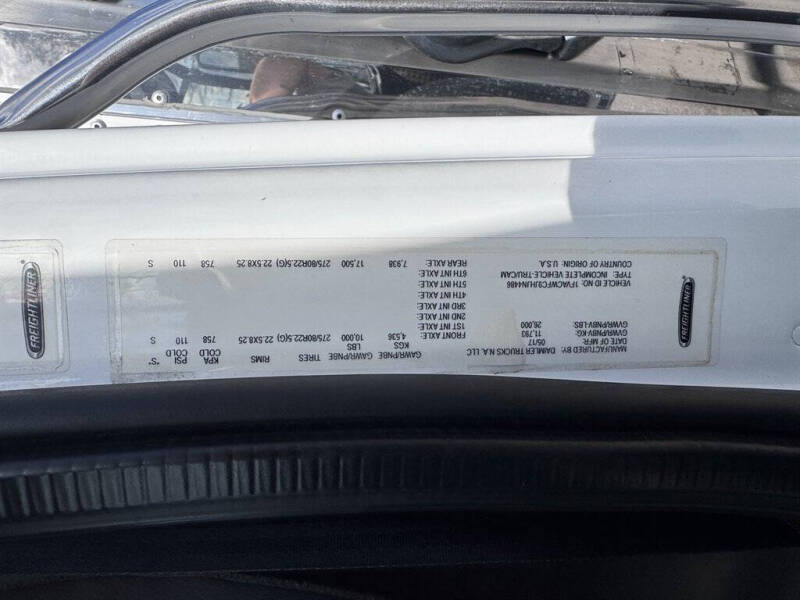 FREIGHTLINER
MANUFACTURED BY: DAIMLER TRUCKS N.A. LLC
DATE OF MFR: 05/17
GVWR/PNBV-KG: 11,793
GVWR/PNBV-LBS: 26,000
VEHICLE ID NO: 1FVACWFC9JHJN4486
TYPE: INCOMPLETE VEHICLE-TRU/CAM
COUNTRY OF ORIGIN: U.S.A.
GAWR/PNBE GAWR/PNBE TIRES RIMS KPA PSI "S"
KGS LBS COLD COLD
FRONT AXLE: 4,536 10,000 275/80R22.5(G) 22.5X8.25 758 110 S
1ST INT AXLE:
2ND INT AXLE:
3RD INT AXLE:
4TH INT AXLE:
5TH INT AXLE:
6TH INT AXLE:
REAR AXLE: 7,938 17,500 275/80R22.5(G) 22.5X8.25 758 110 S
FREIGHTLINER